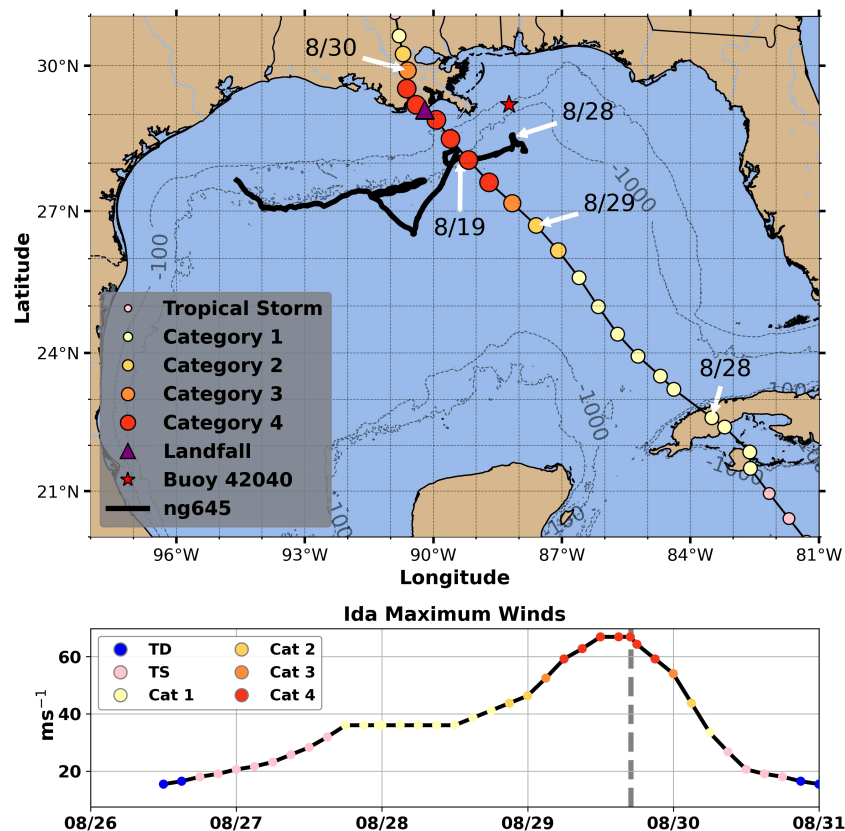 8/30
8/28
-1000
8/29
8/19
-100
8/28
-100
-1000
-1000
-100
-100
30°N
27°N
24°N
21°N
Latitude
Tropical Storm
Category 1
Category 2
Category 3
Category 4
Landfall
Buoy 42040
ng645
96°W 93°W 90°W 87°W 84°W 81°W
Longitude
Ida Maximum Winds
TD
TS
Cat 1
Cat 2
Cat 3
Cat 4
60
40
20
ms⁻¹
08/26 08/27 08/28 08/29 08/30 08/31